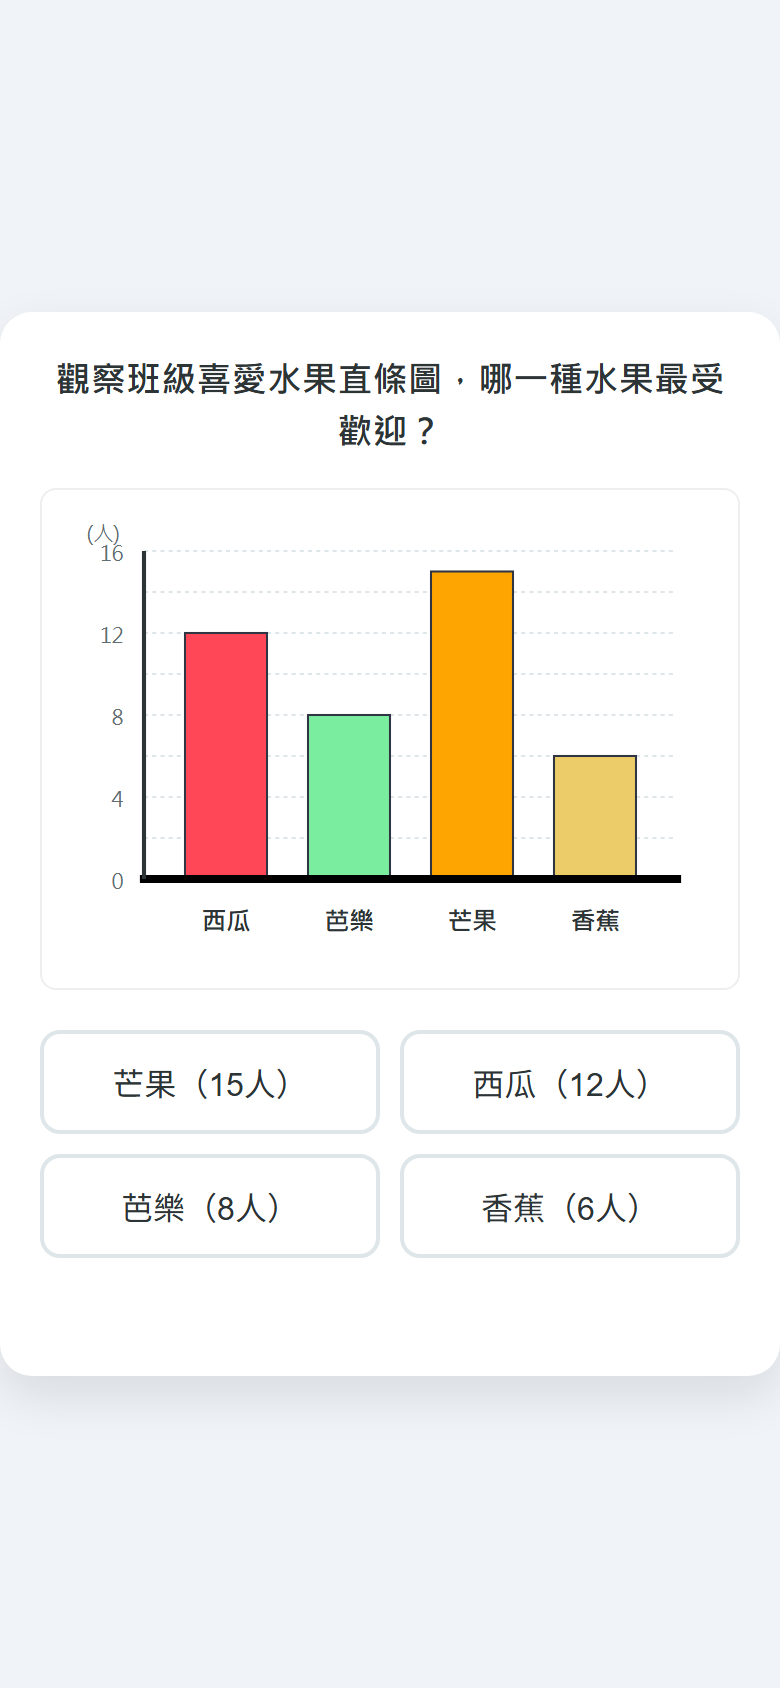 觀察班級喜愛水果直條圖，哪一種水果最受
歡迎？
(人)
16
12
8
4
0
西瓜 芭樂 芒果 香蕉
芒果（15人） 西瓜（12人）
芭樂（8人） 香蕉（6人）